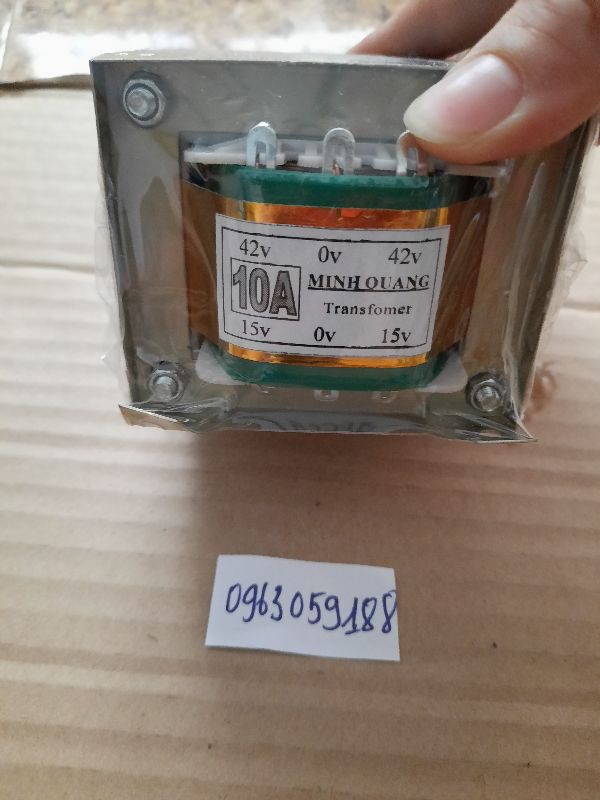 42v 0v 42v
10A MINH QUANG
Transfomer
15v 0v 15v
0963059188